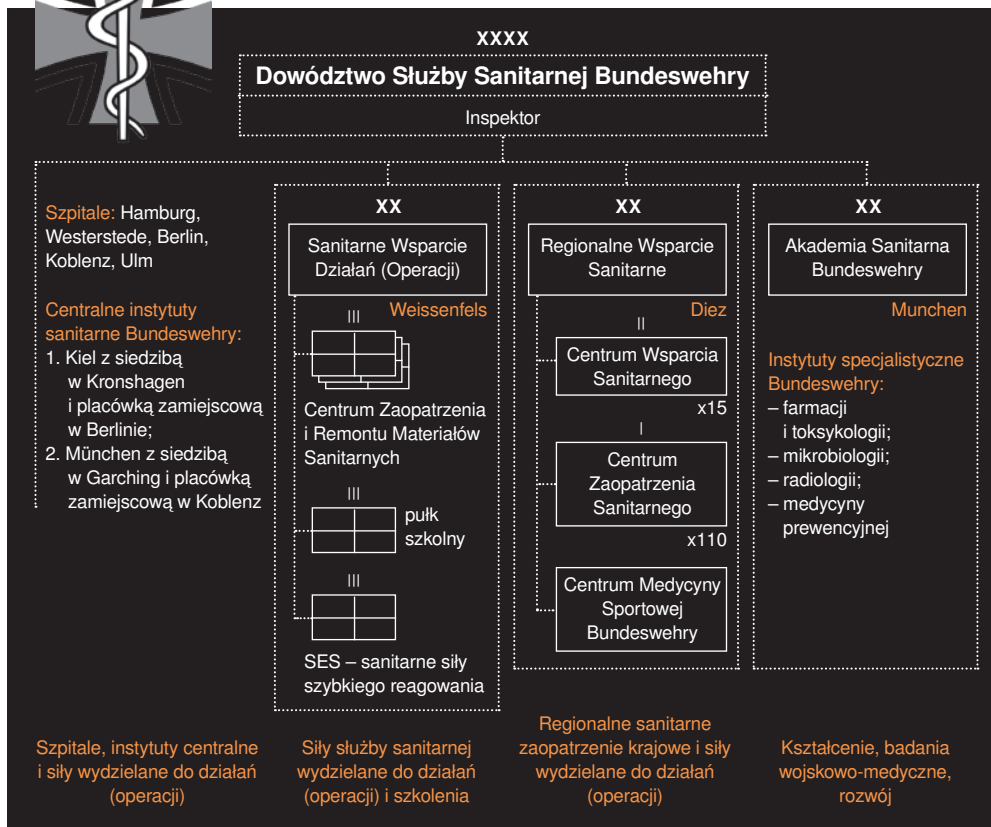 XXXX
Dowództwo Służby Sanitarnej Bundeswehry
Inspektor
Szpitale: Hamburg,
Westerstede, Berlin,
Koblenz, Ulm
Centralne instytuty
sanitarne Bundeswehry:
1. Kiel z siedzibą
w Kronshagen
i placówką zamiejscową
w Berlinie;
2. München z siedzibą
w Garching i placówką
zamiejscową w Koblenz
Szpitale, instytuty centralne
i siły wydzielane do działań
(operacji)
XX
Sanitarne Wsparcie
Działań (Operacji)
Weissenfels
III
Centrum Zaopatrzenia
i Remontu Materiałów
Sanitarnych
III
pułk
szkolny
III
SES – sanitarne siły
szybkiego reagowania
Siły służby sanitarnej
wydzielane do działań
(operacji) i szkolenia
XX
Regionalne Wsparcie
Sanitarne
Diez
II
Centrum Wsparcia
Sanitarnego
x15
I
Centrum
Zaopatrzenia
Sanitarnego
x110
Centrum Medycyny
Sportowej
Bundeswehry
Regionalne sanitarne
zaopatrzenie krajowe i siły
wydzielane do działań
(operacji)
XX
Akademia Sanitarna
Bundeswehry
Munchen
Instytuty specjalistyczne
Bundeswehry:
– farmacji
i toksykologii;
– mikrobiologii;
– radiologii;
– medycyny
prewencyjnej
Kształcenie, badania
wojskowo-medyczne,
rozwój